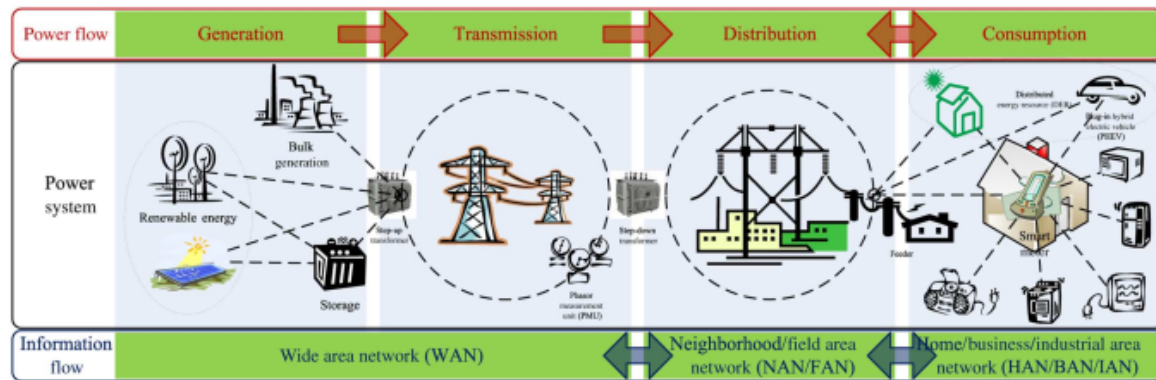 Power flow
Generation
Transmission
Distribution
Consumption
Power
system
Bulk
generation
Renewable energy
Storage
Step-up
transformer
Phasor
measurement
unit (PMU)
Step-down
transformer
Feeder
Distributed
energy resource (DER)
Plug-in hybrid
electric vehicle
(PHEV)
Smart
meter
Information
flow
Wide area network (WAN)
Neighborhood/field area
network (NAN/FAN)
Home/business/industrial area
network (HAN/BAN/IAN)